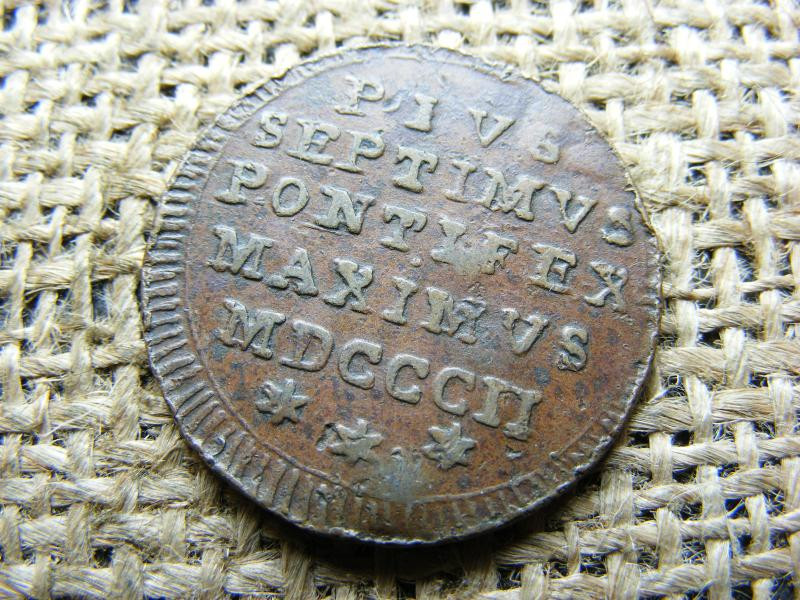 PIVS
SEPTIMVS
PONTIFEX
MAXIMVS
MDCCCII